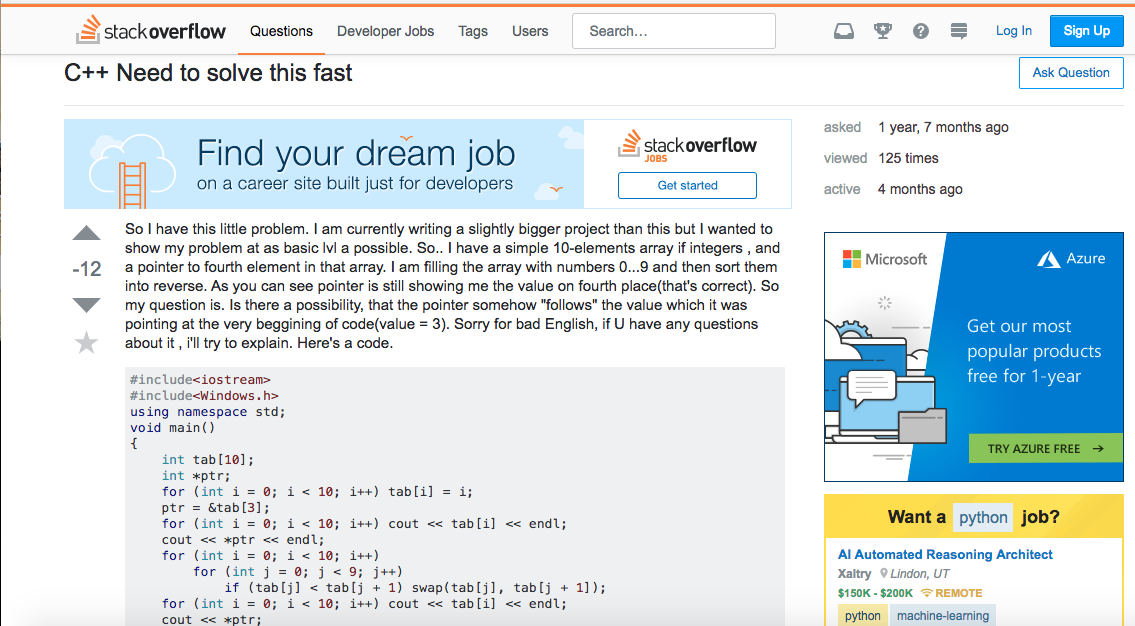 stackoverflow Questions Developer Jobs Tags Users Search... ? Log In Sign Up
C++ Need to solve this fast
Ask Question
Find your dream job
on a career site built just for developers
stackoverflow
JOBS
Get started
asked 1 year, 7 months ago
viewed 125 times
active 4 months ago
-12
So I have this little problem. I am currently writing a slightly bigger project than this but I wanted to
show my problem at as basic lvl a possible. So.. I have a simple 10-elements array if integers , and
a pointer to fourth element in that array. I am filling the array with numbers 0...9 and then sort them
into reverse. As you can see pointer is still showing me the value on fourth place(that's correct). So
my question is. Is there a possibility, that the pointer somehow "follows" the value which it was
pointing at the very beggining of code(value = 3). Sorry for bad English, if U have any questions
about it , i'll try to explain. Here's a code.
#include<iostream>
#include<Windows.h>
using namespace std;
void main()
{
    int tab[10];
    int *ptr;
    for (int i = 0; i < 10; i++) tab[i] = i;
    ptr = &tab[3];
    for (int i = 0; i < 10; i++) cout << tab[i] << endl;
    cout << *ptr << endl;
    for (int i = 0; i < 10; i++)
        for (int j = 0; j < 9; j++)
            if (tab[j] < tab[j + 1]) swap(tab[j], tab[j + 1]);
    for (int i = 0; i < 10; i++) cout << tab[i] << endl;
    cout << *ptr;
Microsoft
Azure
Get our most
popular products
free for 1-year
TRY AZURE FREE →
Want a python job?
AI Automated Reasoning Architect
Xaltry Lindon, UT
$150K - $200K REMOTE
python machine-learning